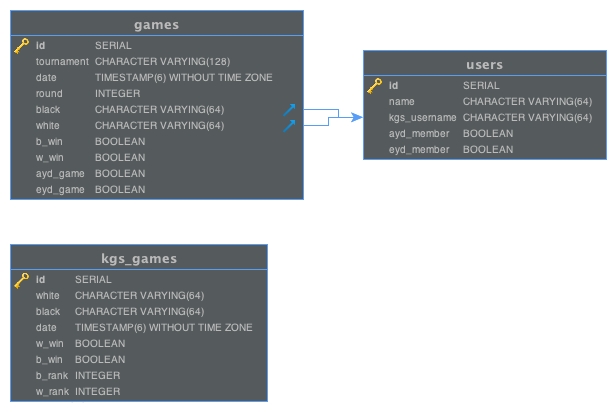 games
id SERIAL
tournament CHARACTER VARYING(128)
date TIMESTAMP(6) WITHOUT TIME ZONE
round INTEGER
black CHARACTER VARYING(64)
white CHARACTER VARYING(64)
b_win BOOLEAN
w_win BOOLEAN
ayd_game BOOLEAN
eyd_game BOOLEAN
users
id SERIAL
name CHARACTER VARYING(64)
kgs_username CHARACTER VARYING(64)
ayd_member BOOLEAN
eyd_member BOOLEAN
kgs_games
id SERIAL
white CHARACTER VARYING(64)
black CHARACTER VARYING(64)
date TIMESTAMP(6) WITHOUT TIME ZONE
w_win BOOLEAN
b_win BOOLEAN
b_rank INTEGER
w_rank INTEGER